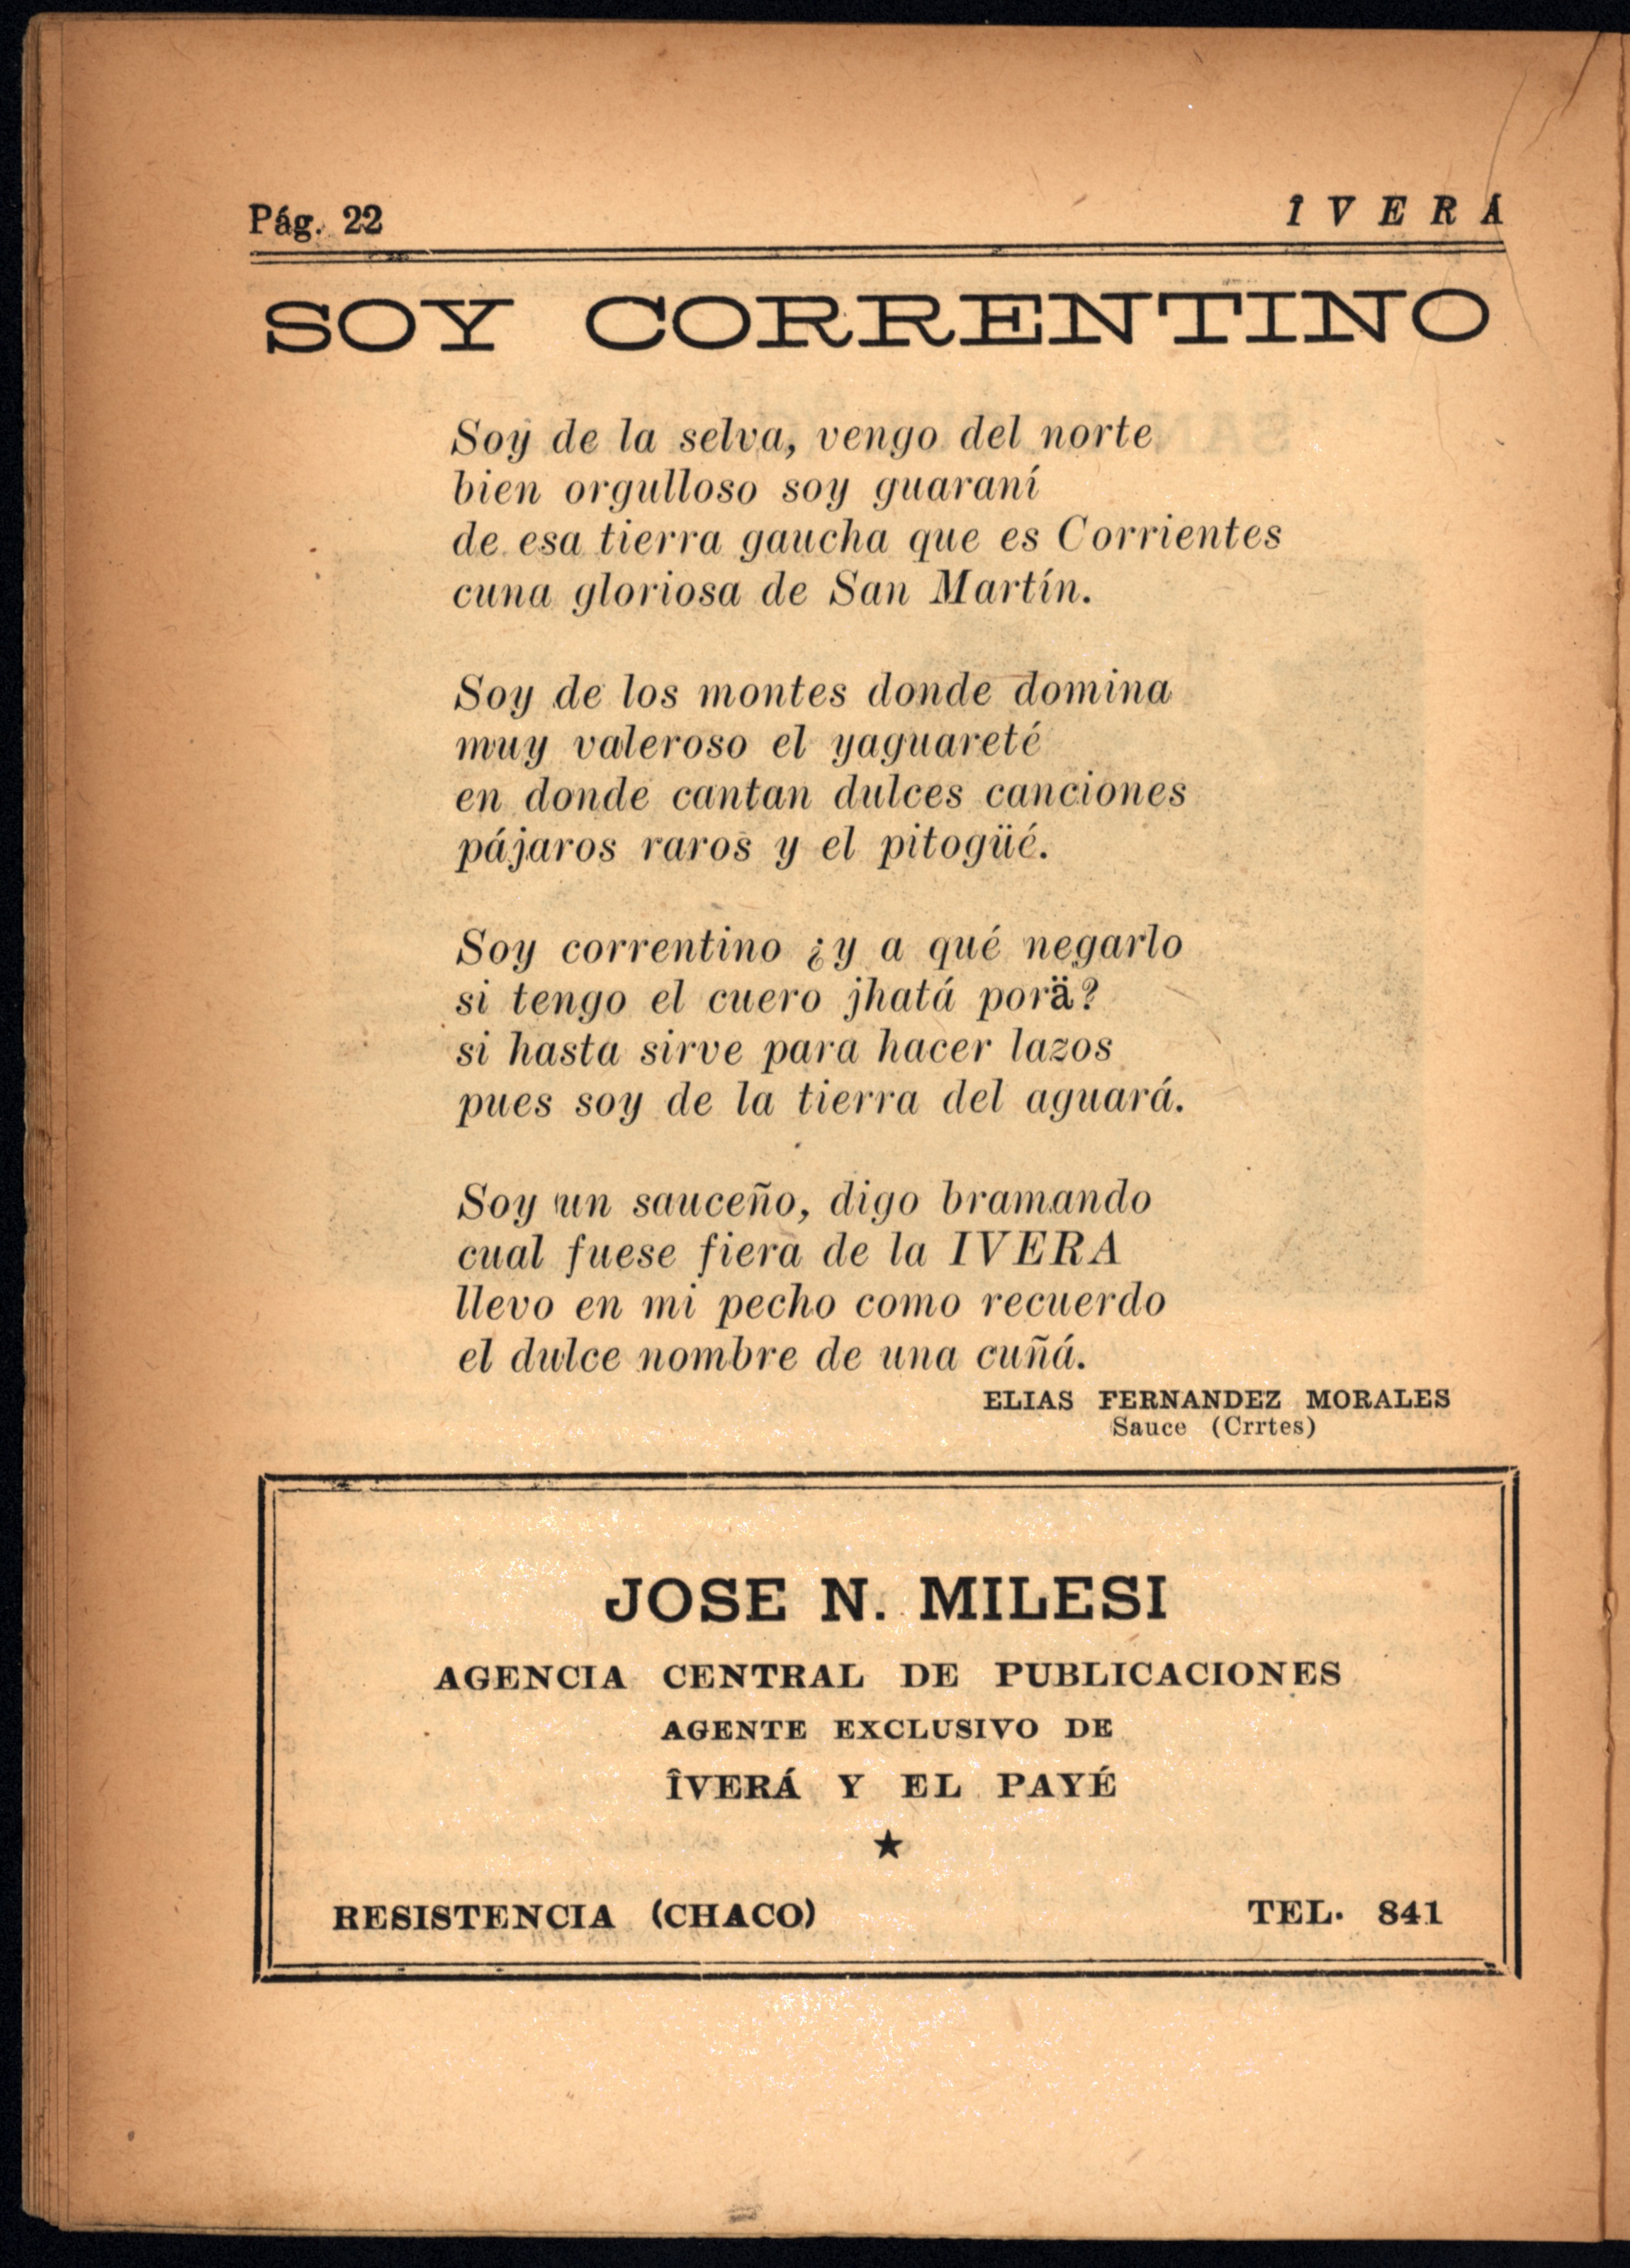 Pág. 22
Î V E R Á
SOY CORRENTINO
Soy de la selva, vengo del norte
bien orgulloso soy guaraní
de esa tierra gaucha que es Corrientes
cuna gloriosa de San Martín.
Soy de los montes donde domina
muy valeroso el yaguareté
en donde cantan dulces canciones
pájaros raros y el pitogüé.
Soy correntino ¿y a qué negarlo
si tengo el cuero jhatá porä?
si hasta sirve para hacer lazos
pues soy de la tierra del aguará.
Soy un sauceño, digo bramando
cual fuese fiera de la IVERA
llevo en mi pecho como recuerdo
el dulce nombre de una cuñá.
ELIAS FERNANDEZ MORALES
Sauce (Crrtes)
JOSE N. MILESI
AGENCIA CENTRAL DE PUBLICACIONES
AGENTE EXCLUSIVO DE
ÎVERÁ Y EL PAYÉ
★
RESISTENCIA (CHACO)
TEL. 841